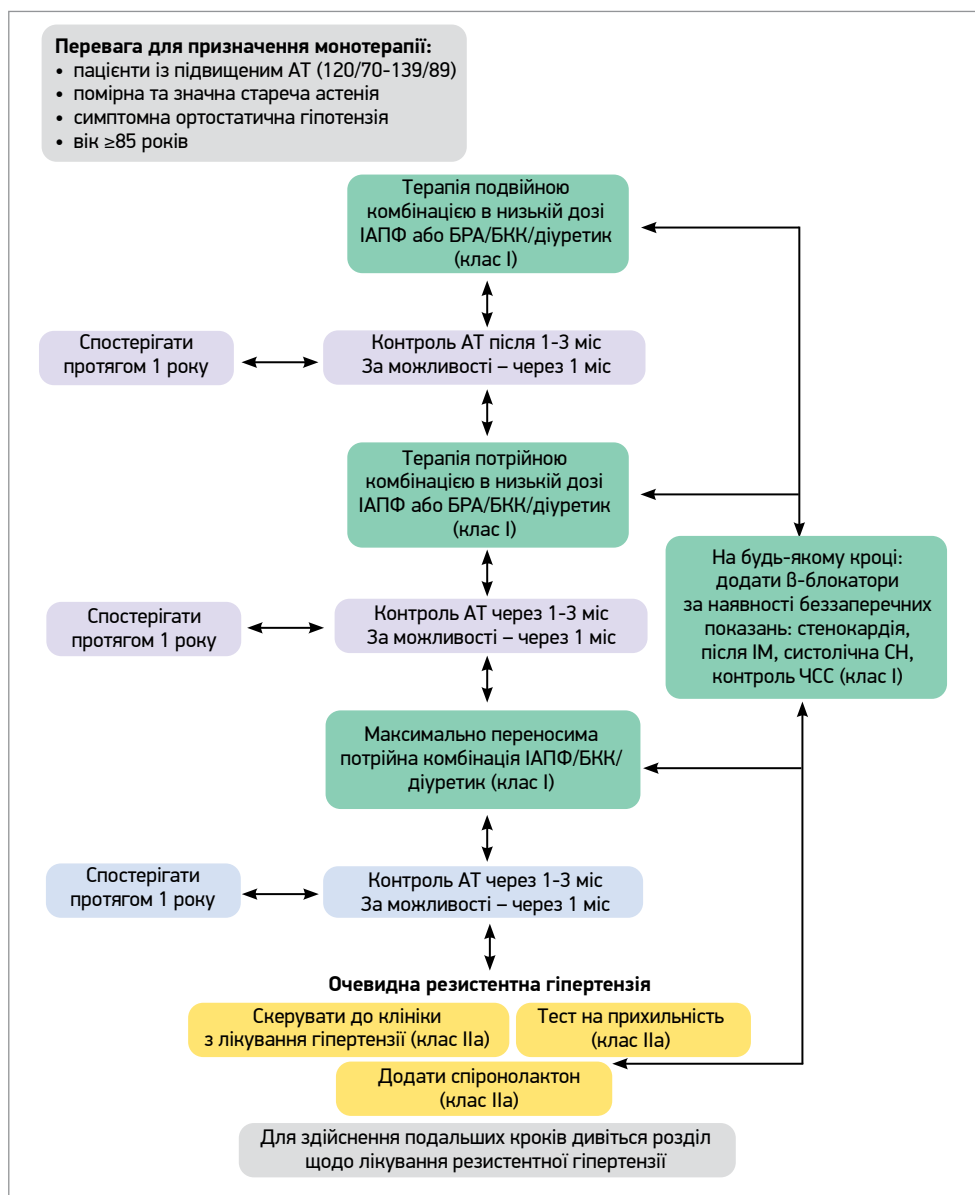 Перевага для призначення монотерапії:
• пацієнти із підвищеним АТ (120/70-139/89)
• помірна та значна стареча астенія
• симптомна ортостатична гіпотензія
• вік ≥85 років
Терапія подвійною
комбінацією в низькій дозі
ІАПФ або БРА/БКК/діуретик
(клас I)
Спостерігати
протягом 1 року
Контроль АТ після 1-3 міс
За можливості – через 1 міс
Терапія потрійною
комбінацією в низькій дозі
ІАПФ або БРА/БКК/діуретик
(клас I)
На будь-якому кроці:
додати β-блокатори
за наявності беззаперечних
показань: стенокардія,
після ІМ, систолічна СН,
контроль ЧСС (клас I)
Спостерігати
протягом 1 року
Контроль АТ через 1-3 міс
За можливості – через 1 міс
Максимально переносима
потрійна комбінація ІАПФ/БКК/
діуретик (клас I)
Спостерігати
протягом 1 року
Контроль АТ через 1-3 міс
За можливості – через 1 міс
Очевидна резистентна гіпертензія
Скерувати до клініки
з лікування гіпертензії (клас IIa)
Тест на прихильність
(клас IIa)
Додати спіронолактон
(клас IIa)
Для здійснення подальших кроків дивіться розділ
щодо лікування резистентної гіпертензії